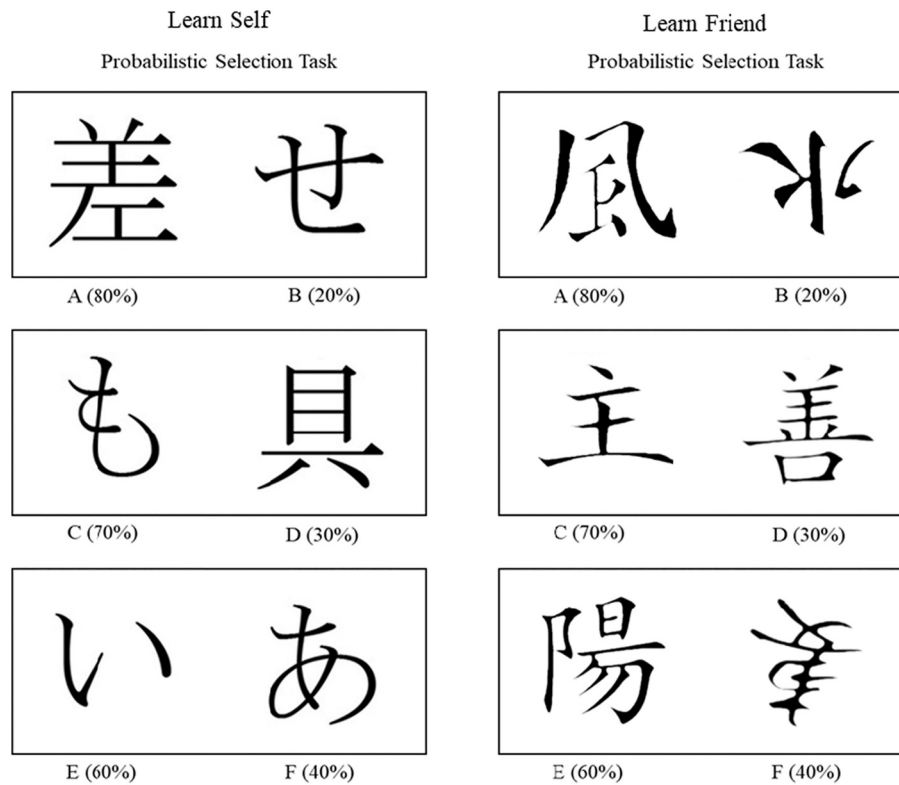 Learn Self
Probabilistic Selection Task
差 せ
A (80%) B (20%)
も 具
C (70%) D (30%)
い あ
E (60%) F (40%)
Learn Friend
Probabilistic Selection Task
風
A (80%) B (20%)
主 善
C (70%) D (30%)
陽
E (60%) F (40%)